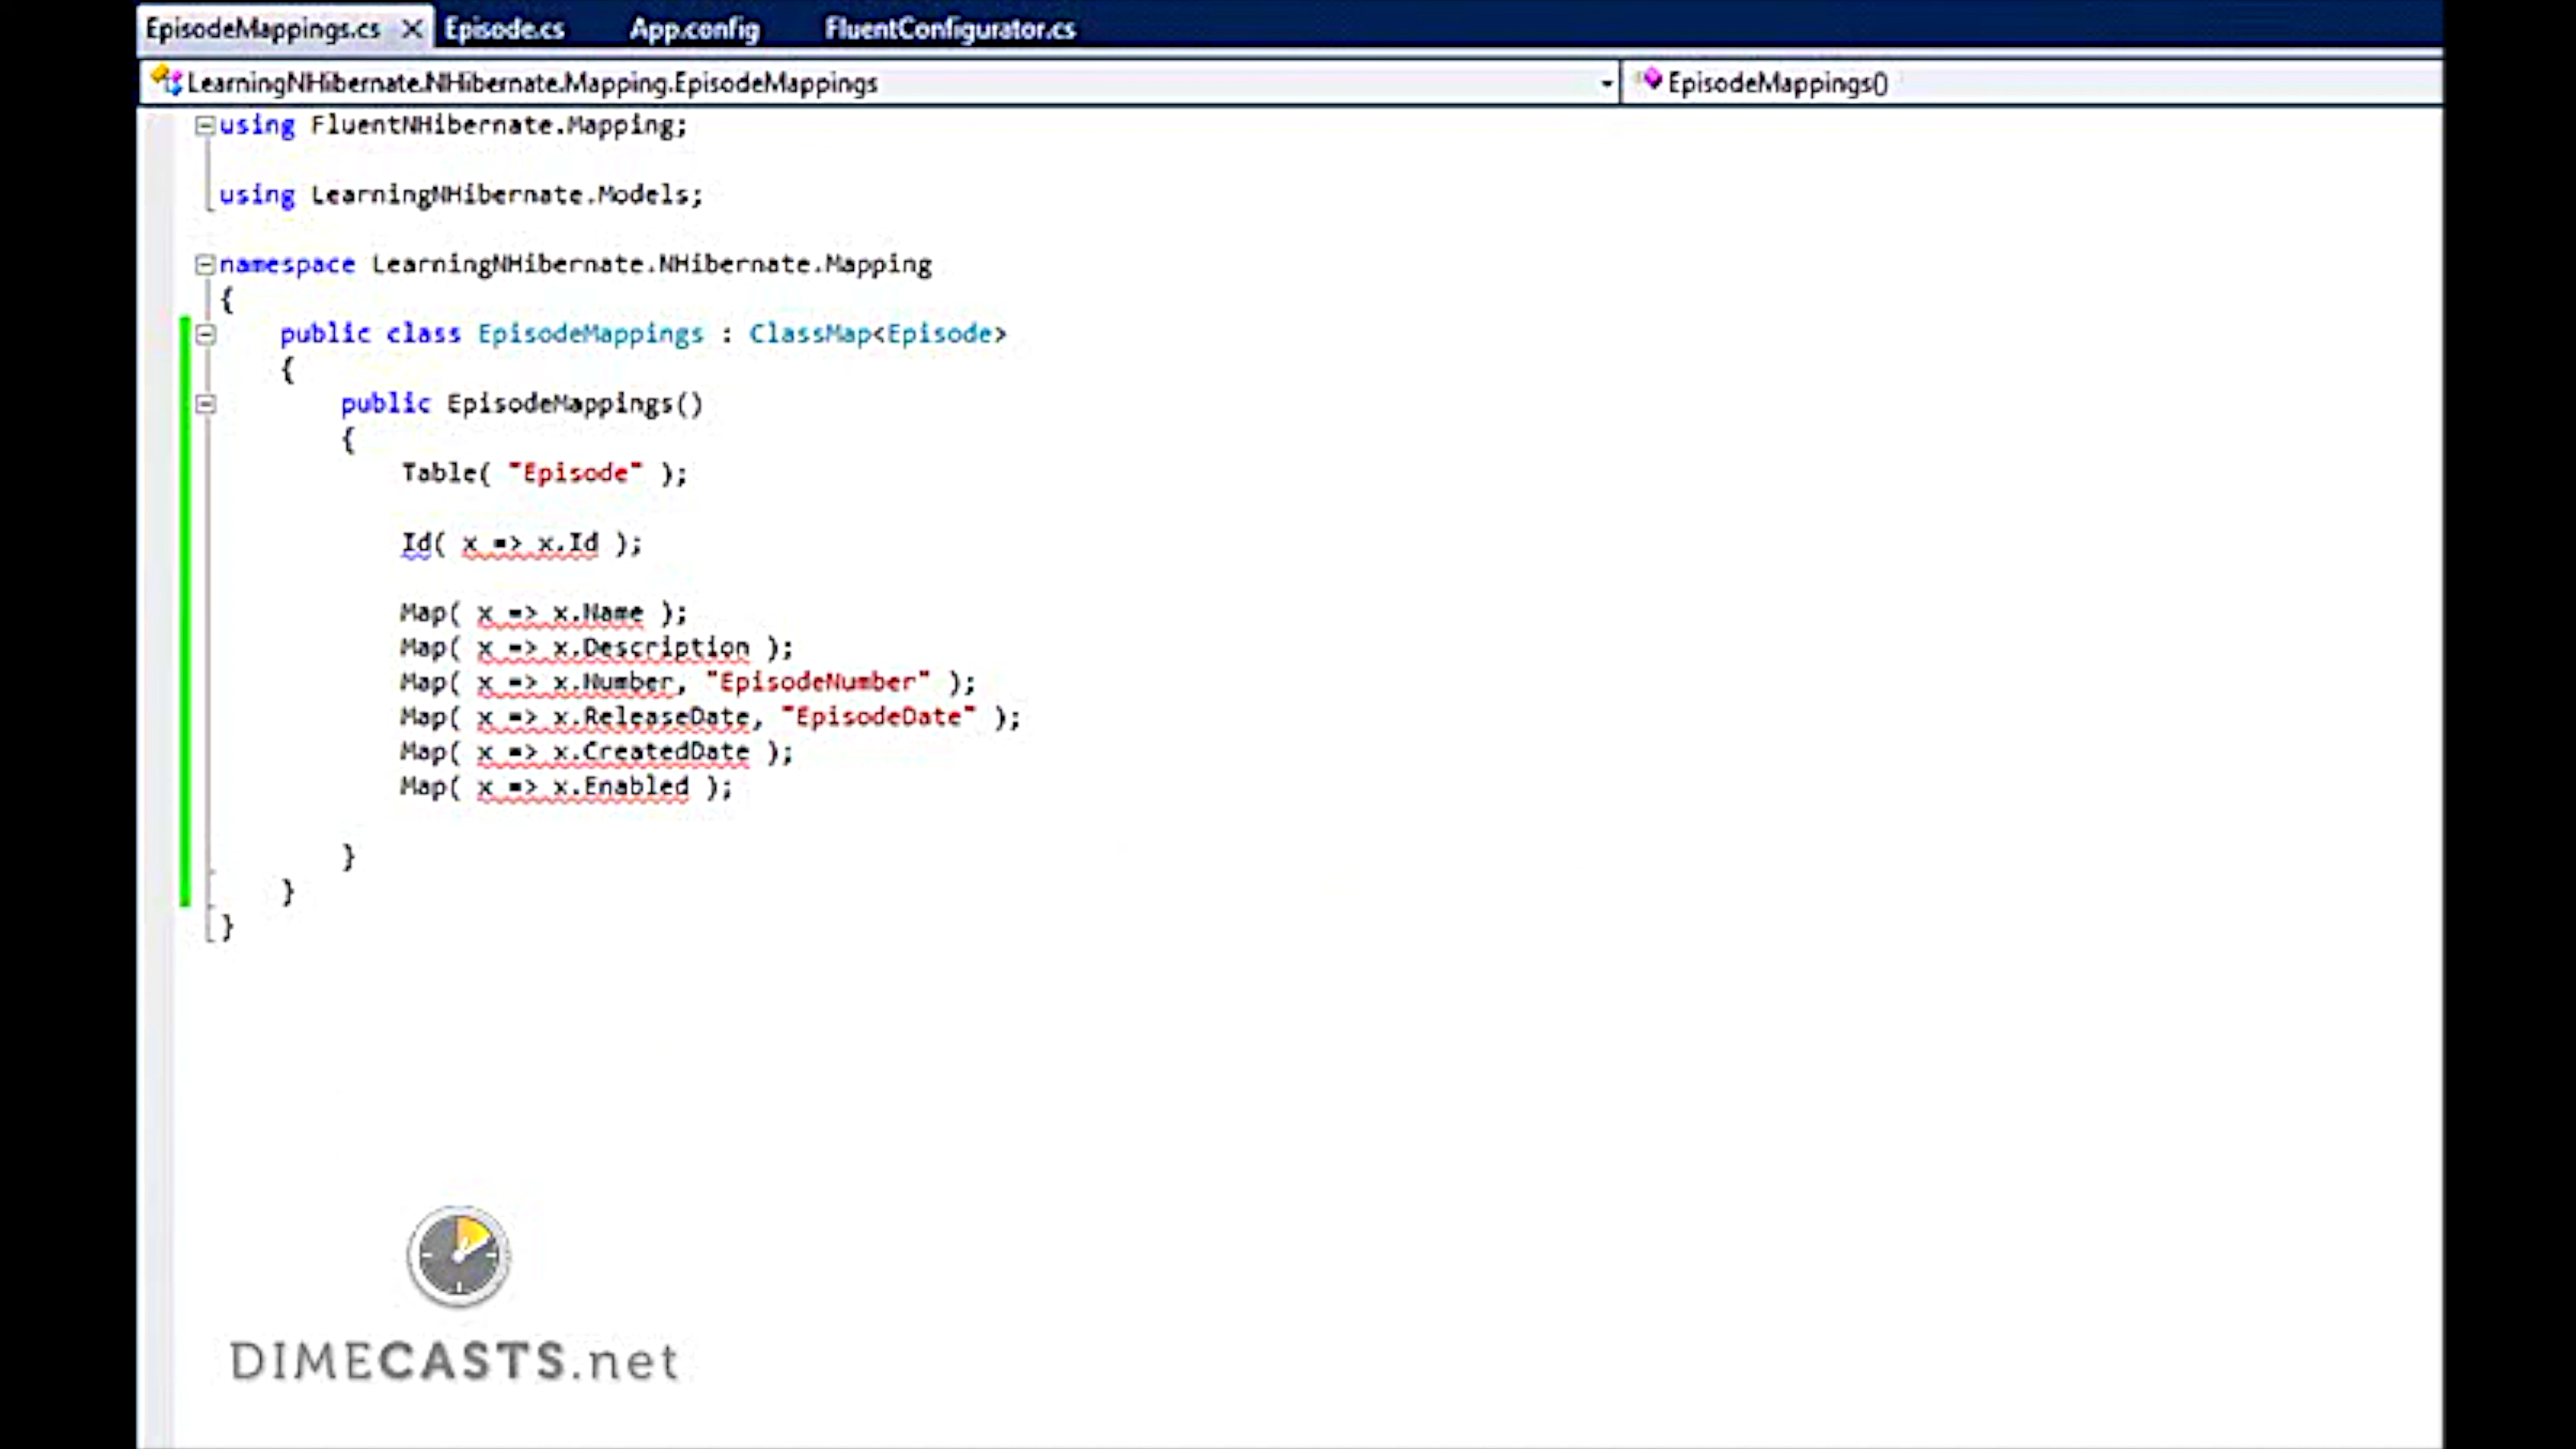 EpisodeMappings.cs Episode.cs App.config FluentConfigurator.cs
LearningNHibernate.NHibernate.Mapping.EpisodeMappings EpisodeMappings()
using FluentNHibernate.Mapping;
using LearningNHibernate.Models;
namespace LearningNHibernate.NHibernate.Mapping
{
public class EpisodeMappings : ClassMap<Episode>
{
public EpisodeMappings()
{
Table( "Episode" );
Id( x => x.Id );
Map( x => x.Name );
Map( x => x.Description );
Map( x => x.Number, "EpisodeNumber" );
Map( x => x.ReleaseDate, "EpisodeDate" );
Map( x => x.CreatedDate );
Map( x => x.Enabled );
}
}
}
DIMECASTS.net